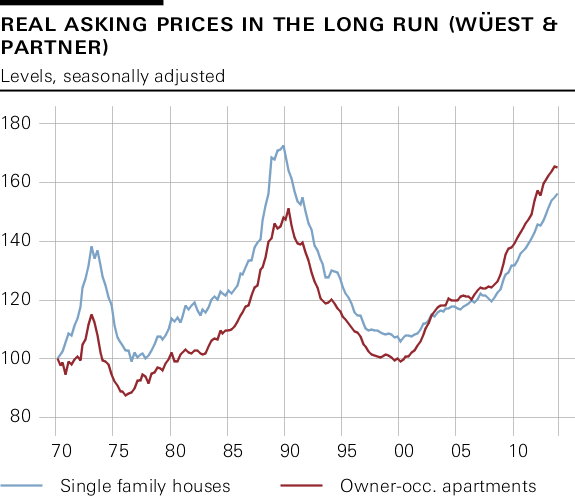 REAL ASKING PRICES IN THE LONG RUN (WÜEST &
PARTNER)
Levels, seasonally adjusted
180
160
140
120
100
80
70 75 80 85 90 95 00 05 10
Single family houses Owner-occ. apartments